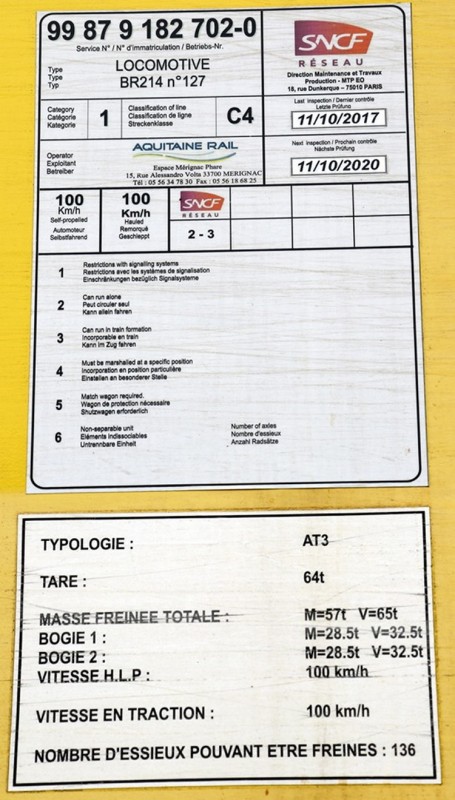 99 87 9 182 702-0
Service N° / N° d'immatriculation / Betriebs-Nr.
Type
Type
Typ
LOCOMOTIVE
BR214 n°127
SNCF
RÉSEAU
Direction Maintenance et Travaux
Production - MTP EO
18, rue Dunkerque – 75010 PARIS
Category
Catégorie
Kategorie
1
Classification of line
Classification de ligne
Streckenklasse
C4
Last inspection / Dernier contrôle
Letzte Prüfung
11/10/2017
Operator
Exploitant
Betreiber
AQUITAINE RAIL
Espace Mérignac Phare
15, Rue Alessandro Volta 33700 MERIGNAC
Tél : 05 56 34 78 30 Fax : 05 56 18 68 25
Next inspection / Prochain contrôle
Nächste Prüfung
11/10/2020
100
Km/h
Self-propelled
Automoteur
Selbstfahrend
100
Km/h
Hauled
Remorqué
Geschleppt
SNCF
RÉSEAU
2 - 3
1
Restrictions with signalling systems
Restrictions avec les systèmes de signalisation
Einschränkungen bezüglich Signalsystems
2
Can run alone
Peut circuler seul
Kann allein fahren
3
Can run in train formation
Incorporable en train
Kann im Zug fahren
4
Must be marshalled at a specific position
Incorporation en position particulière
Einstellen an besonderer Stelle
5
Match wagon required.
Wagon de protection nécessaire
Shutzwagen erforderlich
6
Non-separable unit
Eléments indissociables
Untrennbare Einheit
Number of axles
Nombre d'essieux
Anzahl Radsätze
TYPOLOGIE : AT3
TARE : 64t
MASSE FREINEE TOTALE : M=57t V=65t
BOGIE 1 : M=28.5t V=32.5t
BOGIE 2 : M=28.5t V=32.5t
VITESSE H.L.P : 100 km/h
VITESSE EN TRACTION : 100 km/h
NOMBRE D'ESSIEUX POUVANT ETRE FREINES : 136